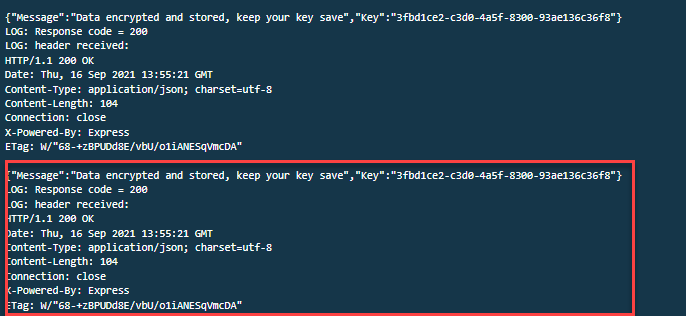 {"Message":"Data encrypted and stored, keep your key save","Key":"3fbd1ce2-c3d0-4a5f-8300-93ae136c36f8"}
LOG: Response code = 200
LOG: header received:
HTTP/1.1 200 OK
Date: Thu, 16 Sep 2021 13:55:21 GMT
Content-Type: application/json; charset=utf-8
Content-Length: 104
Connection: close
X-Powered-By: Express
ETag: W/"68-+zBPUDd8E/vbU/o1iANESqVmcDA"
{"Message":"Data encrypted and stored, keep your key save","Key":"3fbd1ce2-c3d0-4a5f-8300-93ae136c36f8"}
LOG: Response code = 200
LOG: header received:
HTTP/1.1 200 OK
Date: Thu, 16 Sep 2021 13:55:21 GMT
Content-Type: application/json; charset=utf-8
Content-Length: 104
Connection: close
X-Powered-By: Express
ETag: W/"68-+zBPUDd8E/vbU/o1iANESqVmcDA"